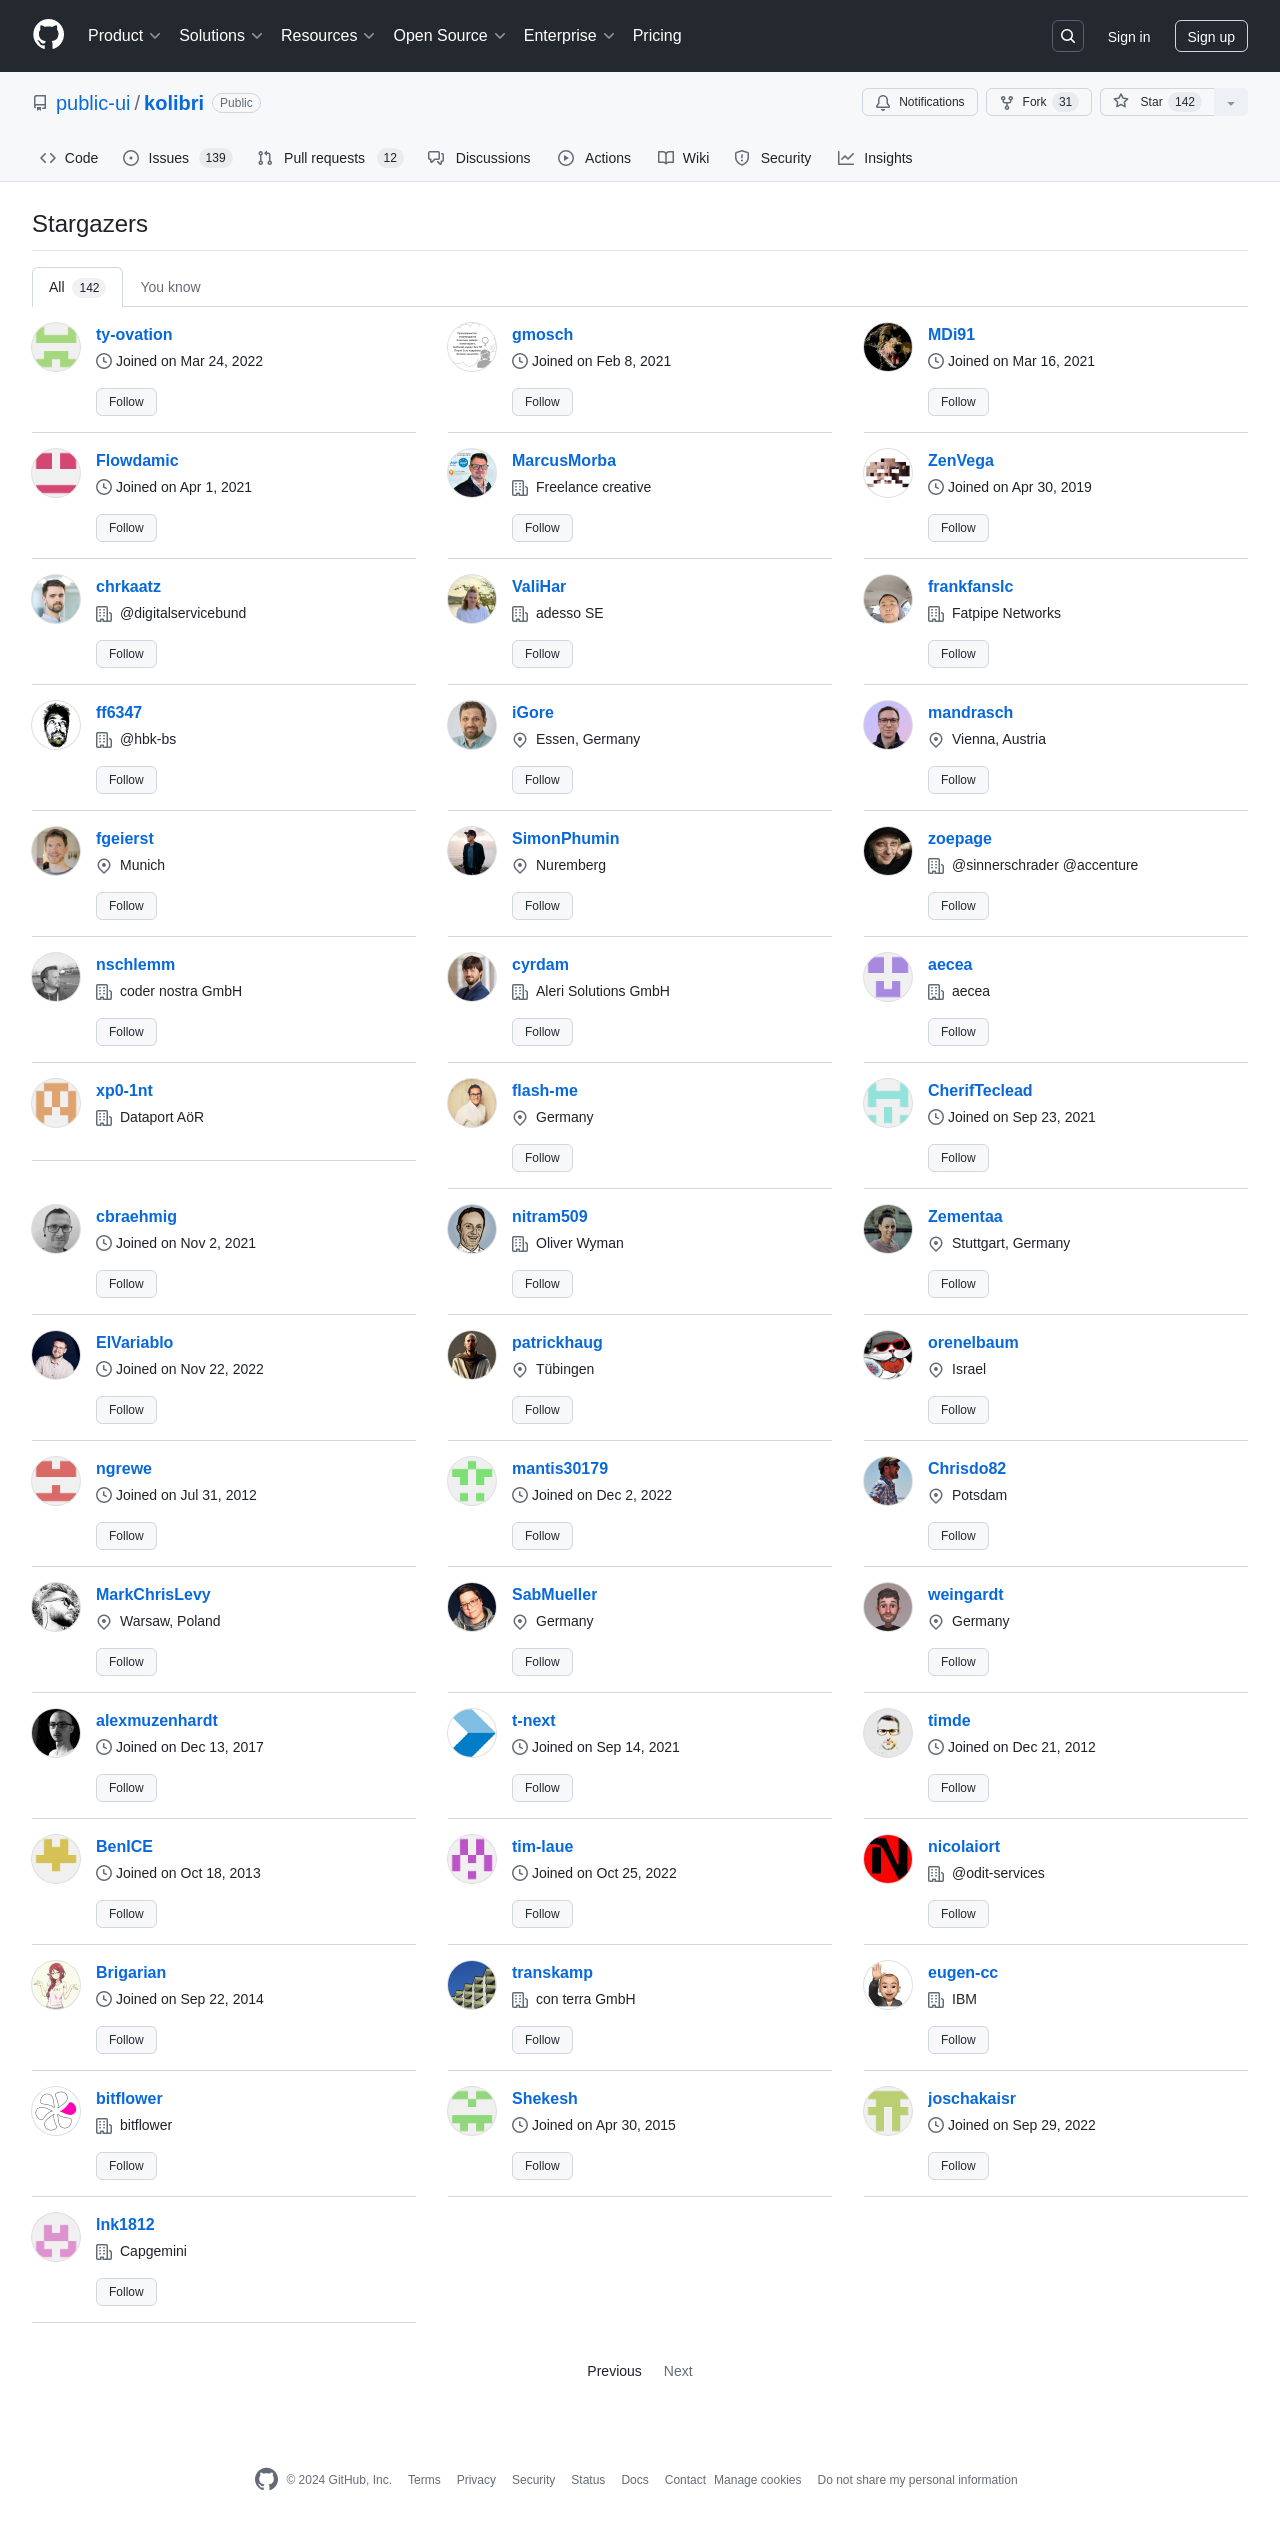 Product Solutions Resources Open Source Enterprise Pricing Sign in Sign up
public-ui / kolibri Public Notifications Fork 31 Star 142
Code Issues 139 Pull requests 12 Discussions Actions Wiki Security Insights
Stargazers
All 142 You know
ty-ovation gmosch MDi91
Joined on Mar 24, 2022 Joined on Feb 8, 2021 Joined on Mar 16, 2021
Follow Follow Follow
Flowdamic MarcusMorba ZenVega
Joined on Apr 1, 2021 Freelance creative Joined on Apr 30, 2019
Follow Follow Follow
chrkaatz ValiHar frankfanslc
@digitalservicebund adesso SE Fatpipe Networks
Follow Follow Follow
ff6347 iGore mandrasch
@hbk-bs Essen, Germany Vienna, Austria
Follow Follow Follow
fgeierst SimonPhumin zoepage
Munich Nuremberg @sinnerschrader @accenture
Follow Follow Follow
nschlemm cyrdam aecea
coder nostra GmbH Aleri Solutions GmbH aecea
Follow Follow Follow
xp0-1nt flash-me CherifTeclead
Dataport AöR Germany Joined on Sep 23, 2021
Follow Follow
cbraehmig nitram509 Zementaa
Joined on Nov 2, 2021 Oliver Wyman Stuttgart, Germany
Follow Follow Follow
ElVariablo patrickhaug orenelbaum
Joined on Nov 22, 2022 Tübingen Israel
Follow Follow Follow
ngrewe mantis30179 Chrisdo82
Joined on Jul 31, 2012 Joined on Dec 2, 2022 Potsdam
Follow Follow Follow
MarkChrisLevy SabMueller weingardt
Warsaw, Poland Germany Germany
Follow Follow Follow
alexmuzenhardt t-next timde
Joined on Dec 13, 2017 Joined on Sep 14, 2021 Joined on Dec 21, 2012
Follow Follow Follow
BenICE tim-laue nicolaiort
Joined on Oct 18, 2013 Joined on Oct 25, 2022 @odit-services
Follow Follow Follow
Brigarian transkamp eugen-cc
Joined on Sep 22, 2014 con terra GmbH IBM
Follow Follow Follow
bitflower Shekesh joschakaisr
bitflower Joined on Apr 30, 2015 Joined on Sep 29, 2022
Follow Follow Follow
Ink1812
Capgemini
Follow
Previous Next
© 2024 GitHub, Inc. Terms Privacy Security Status Docs Contact Manage cookies Do not share my personal information